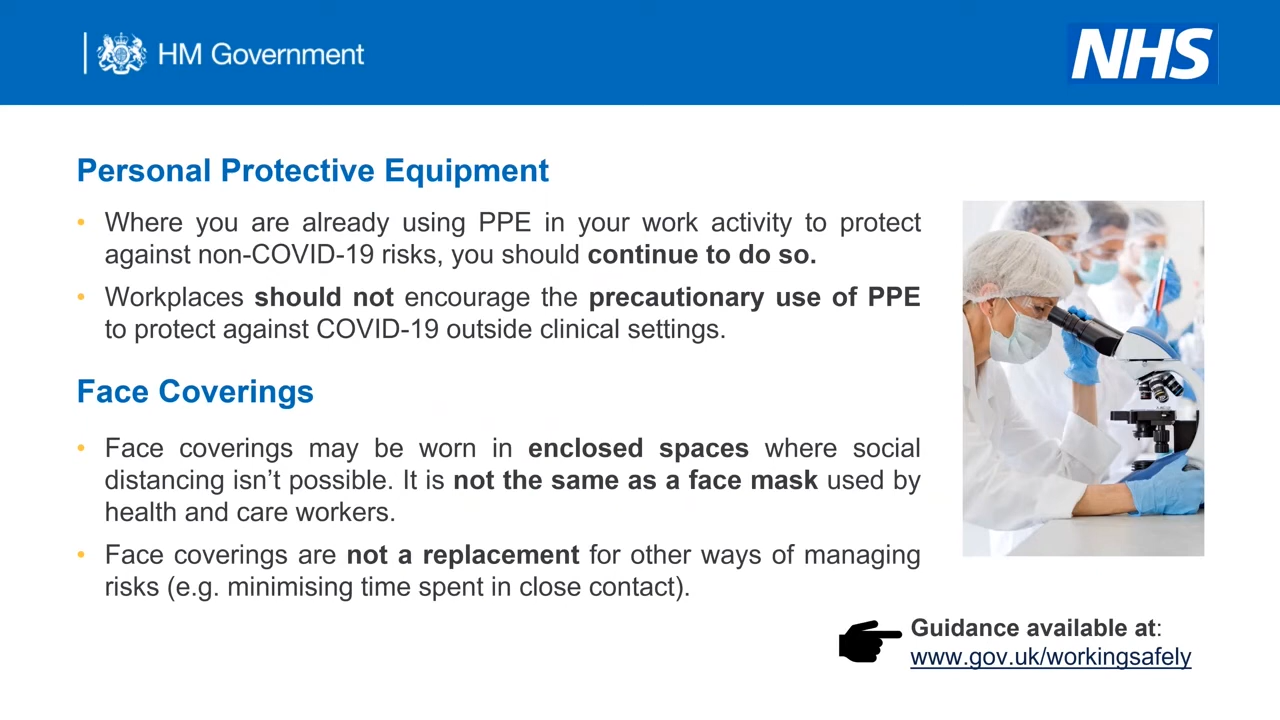 HM Government
NHS
Personal Protective Equipment
• Where you are already using PPE in your work activity to protect
against non-COVID-19 risks, you should continue to do so.
• Workplaces should not encourage the precautionary use of PPE
to protect against COVID-19 outside clinical settings.
Face Coverings
• Face coverings may be worn in enclosed spaces where social
distancing isn’t possible. It is not the same as a face mask used by
health and care workers.
• Face coverings are not a replacement for other ways of managing
risks (e.g. minimising time spent in close contact).
Guidance available at:
www.gov.uk/workingsafely